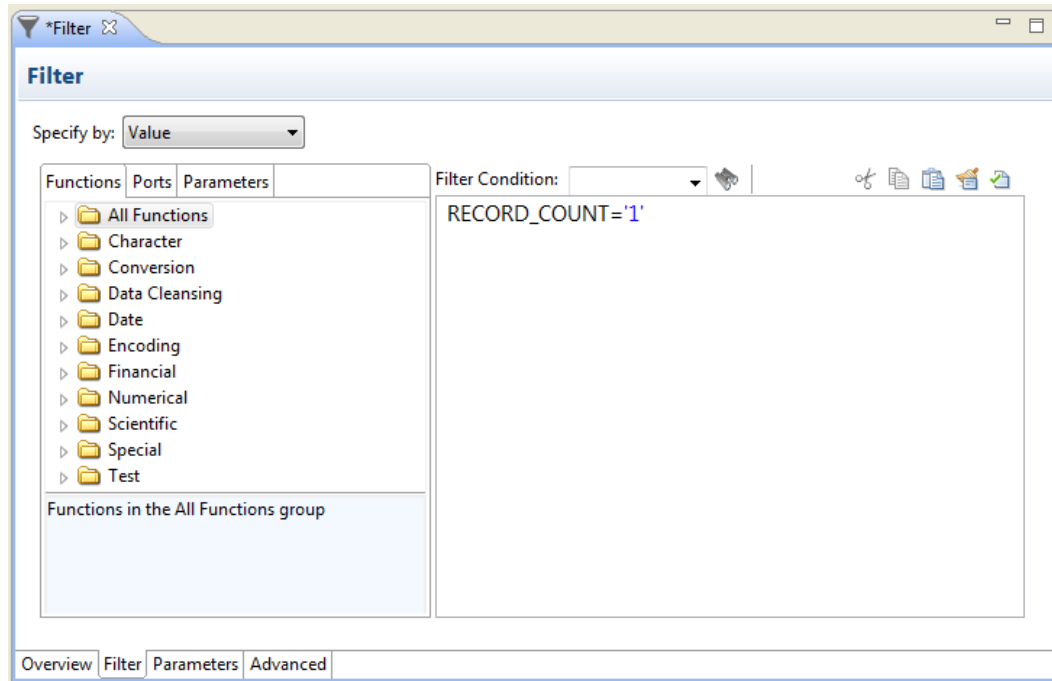 *Filter
Filter
Specify by: Value
Functions Ports Parameters
Filter Condition:
All Functions
Character
Conversion
Data Cleansing
Date
Encoding
Financial
Numerical
Scientific
Special
Test
Functions in the All Functions group
RECORD_COUNT='1'
Overview Filter Parameters Advanced